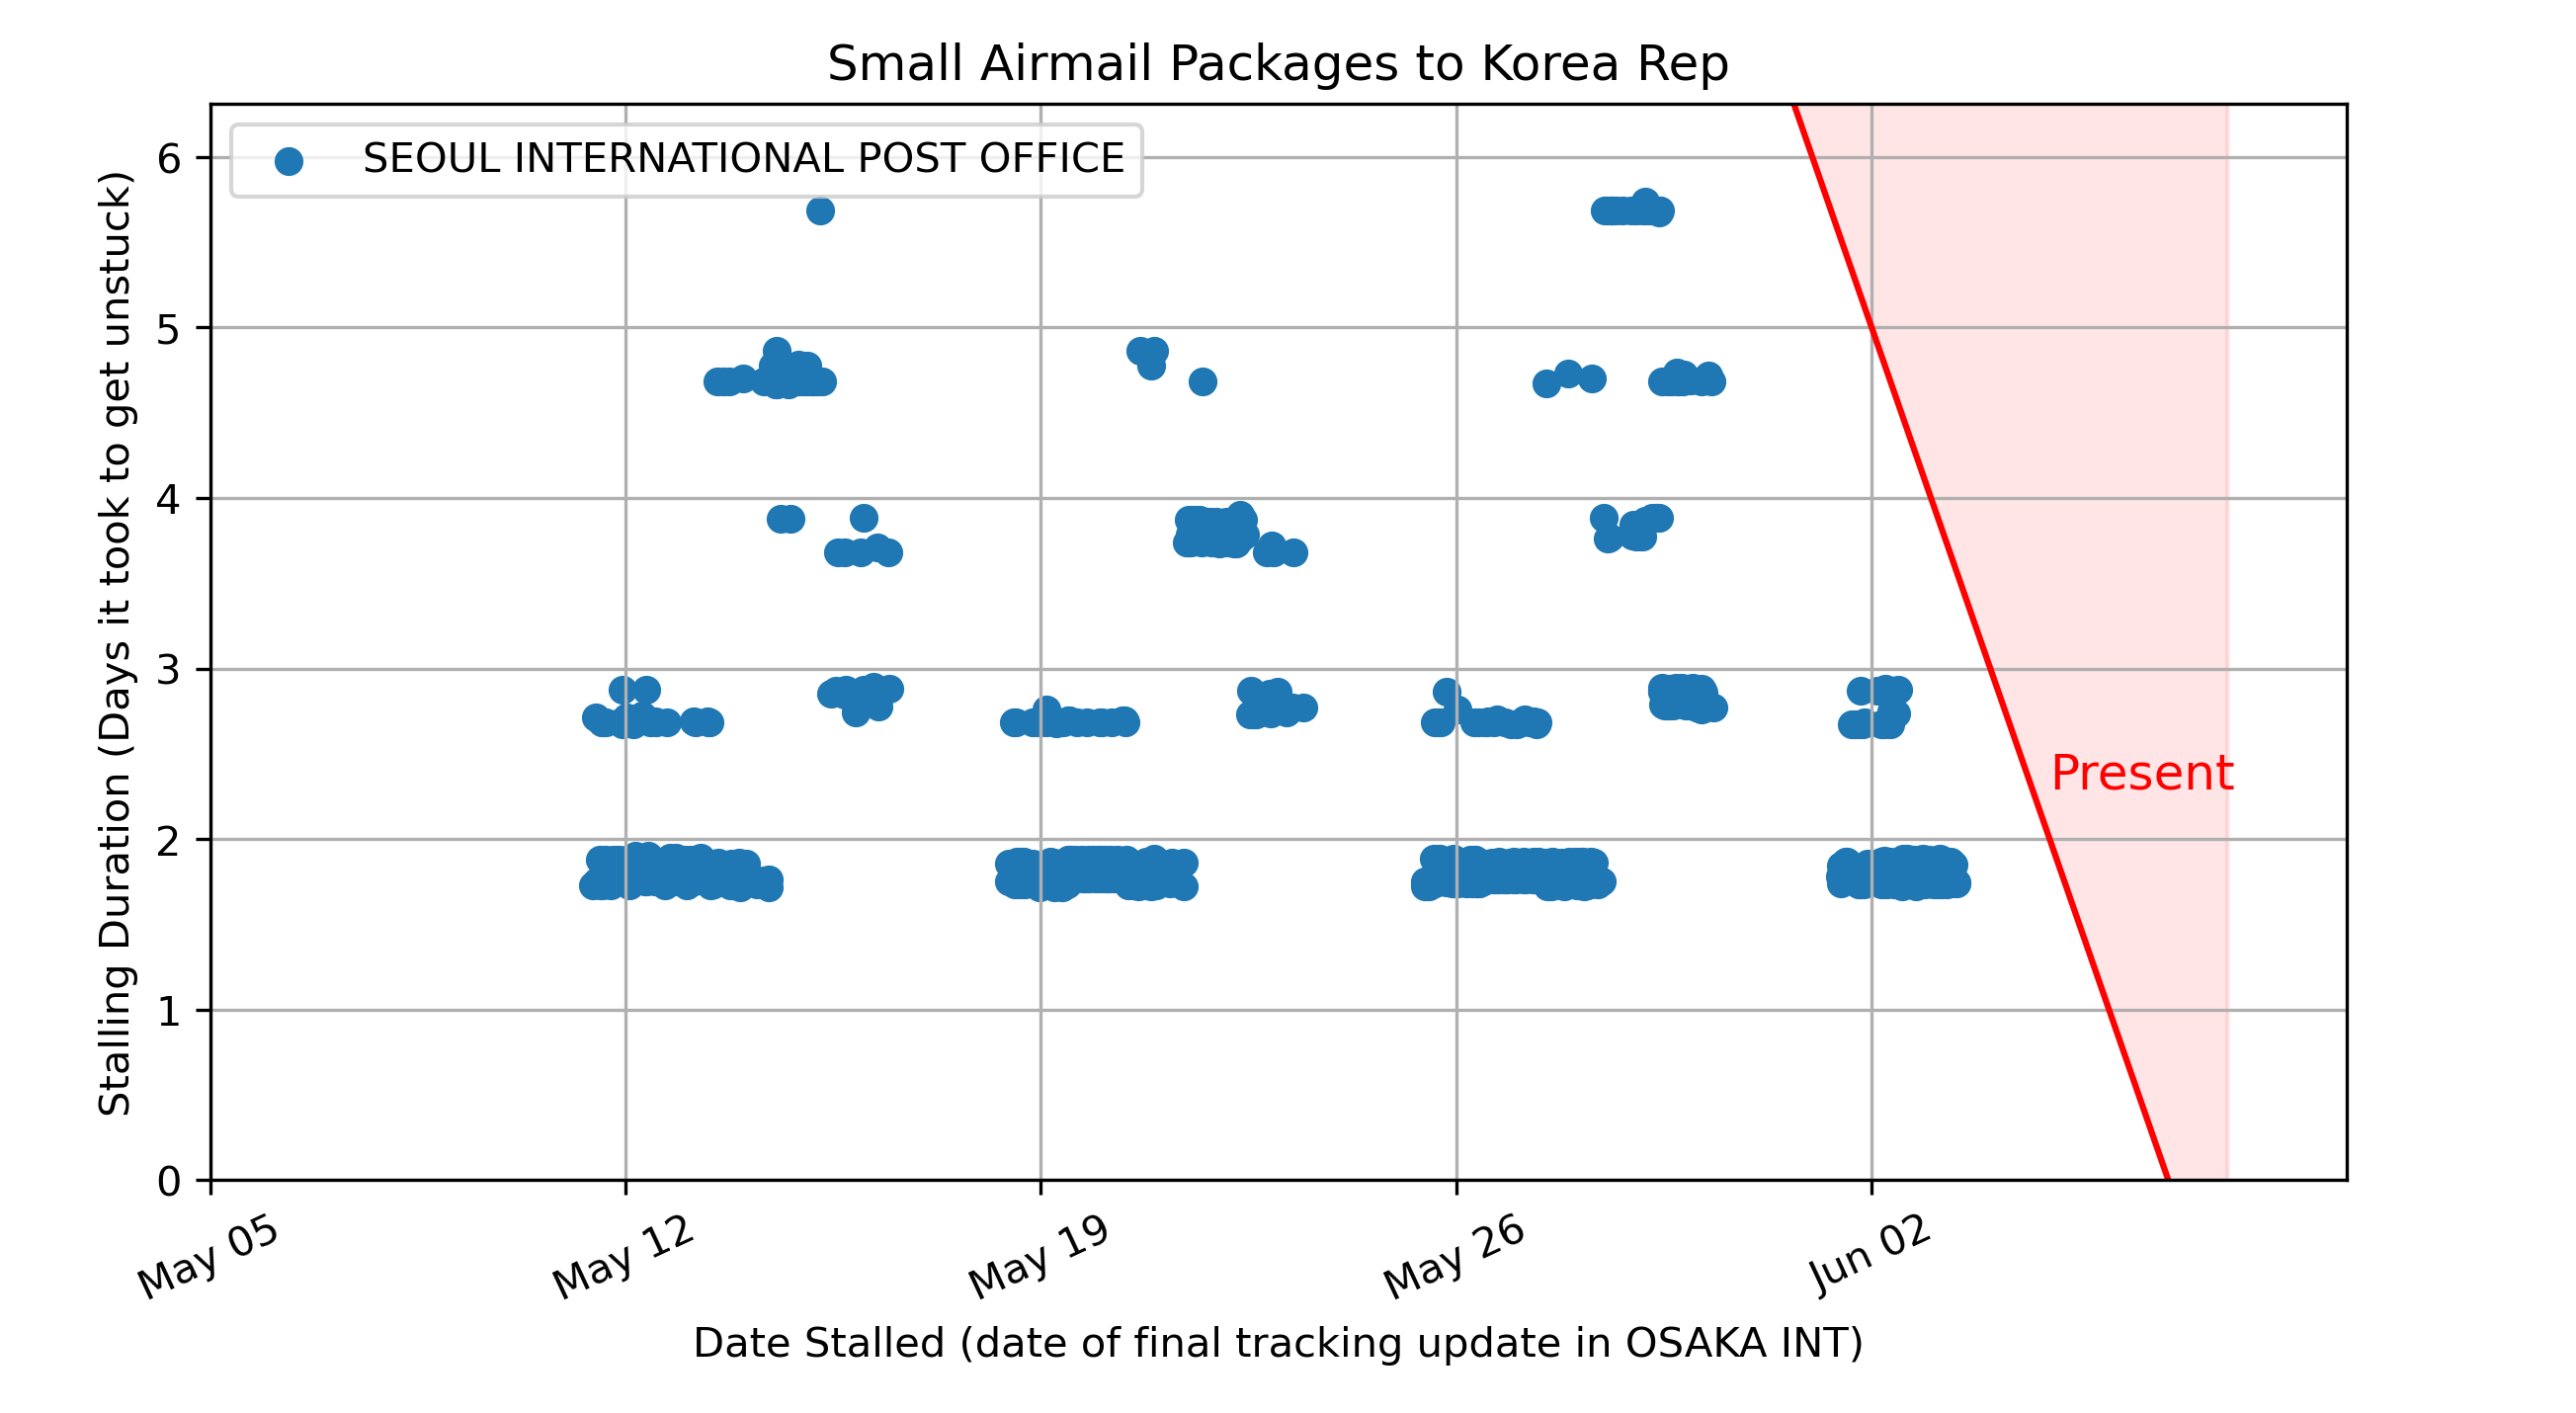 Small Airmail Packages to Korea Rep
SEOUL INTERNATIONAL POST OFFICE
Stalling Duration (Days it took to get unstuck)
6
5
4
3
2
1
0
Present
May 05
May 12
May 19
May 26
Jun 02
Date Stalled (date of final tracking update in OSAKA INT)